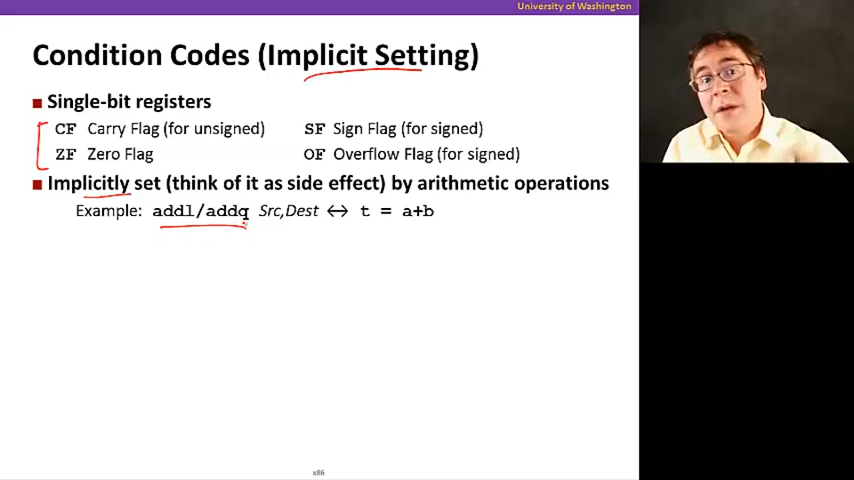 University of Washington
Condition Codes (Implicit Setting)
■ Single-bit registers
CF Carry Flag (for unsigned) SF Sign Flag (for signed)
ZF Zero Flag OF Overflow Flag (for signed)
■ Implicitly set (think of it as side effect) by arithmetic operations
Example: addl/addq Src,Dest ↔ t = a+b
x86